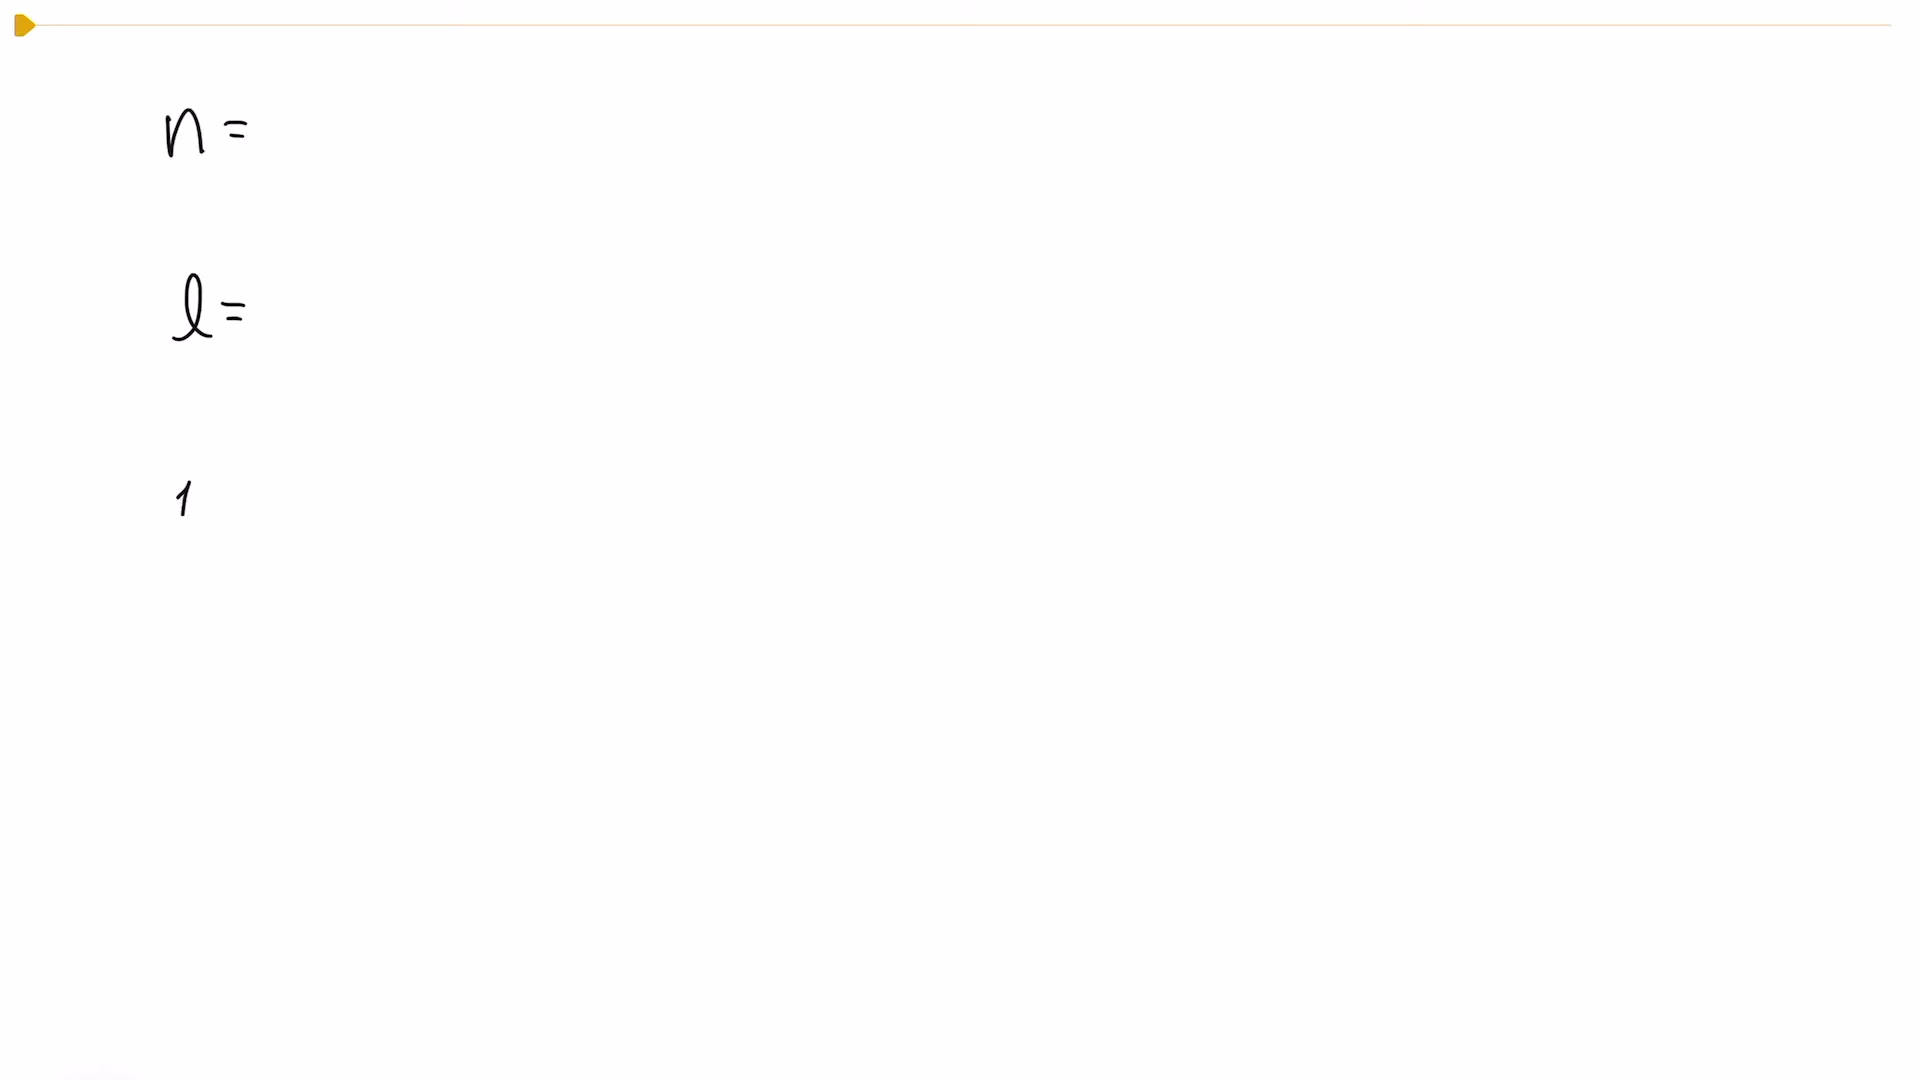 n =
l =
1